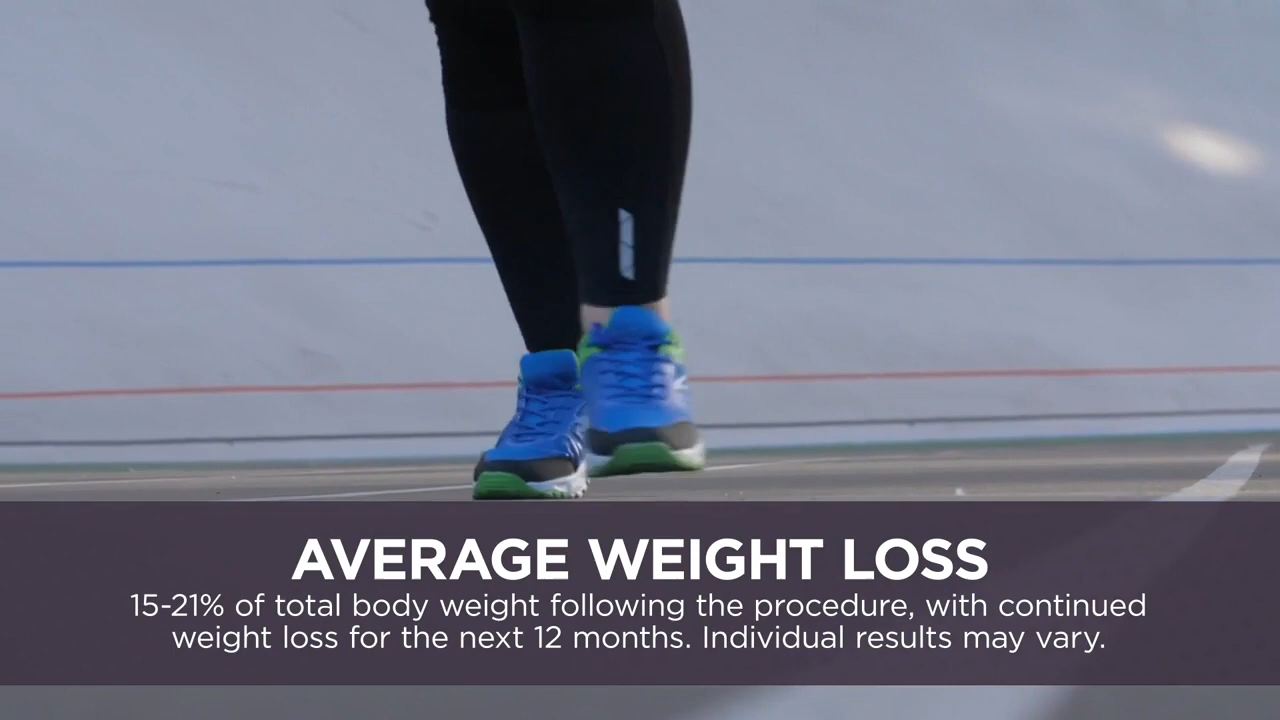 AVERAGE WEIGHT LOSS
15-21% of total body weight following the procedure, with continued
weight loss for the next 12 months. Individual results may vary.